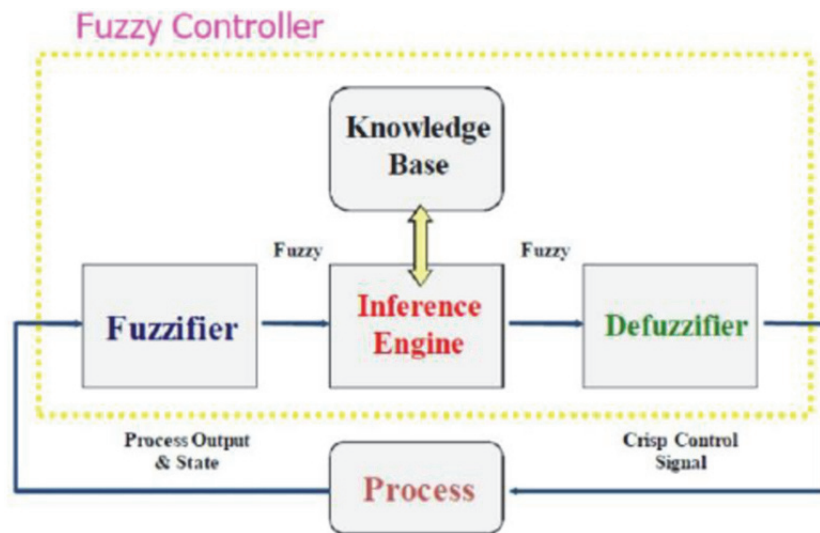 Fuzzy Controller
Knowledge
Base
Fuzzy
Fuzzy
Fuzzifier
Inference
Engine
Defuzzifier
Process Output
& State
Crisp Control
Signal
Process